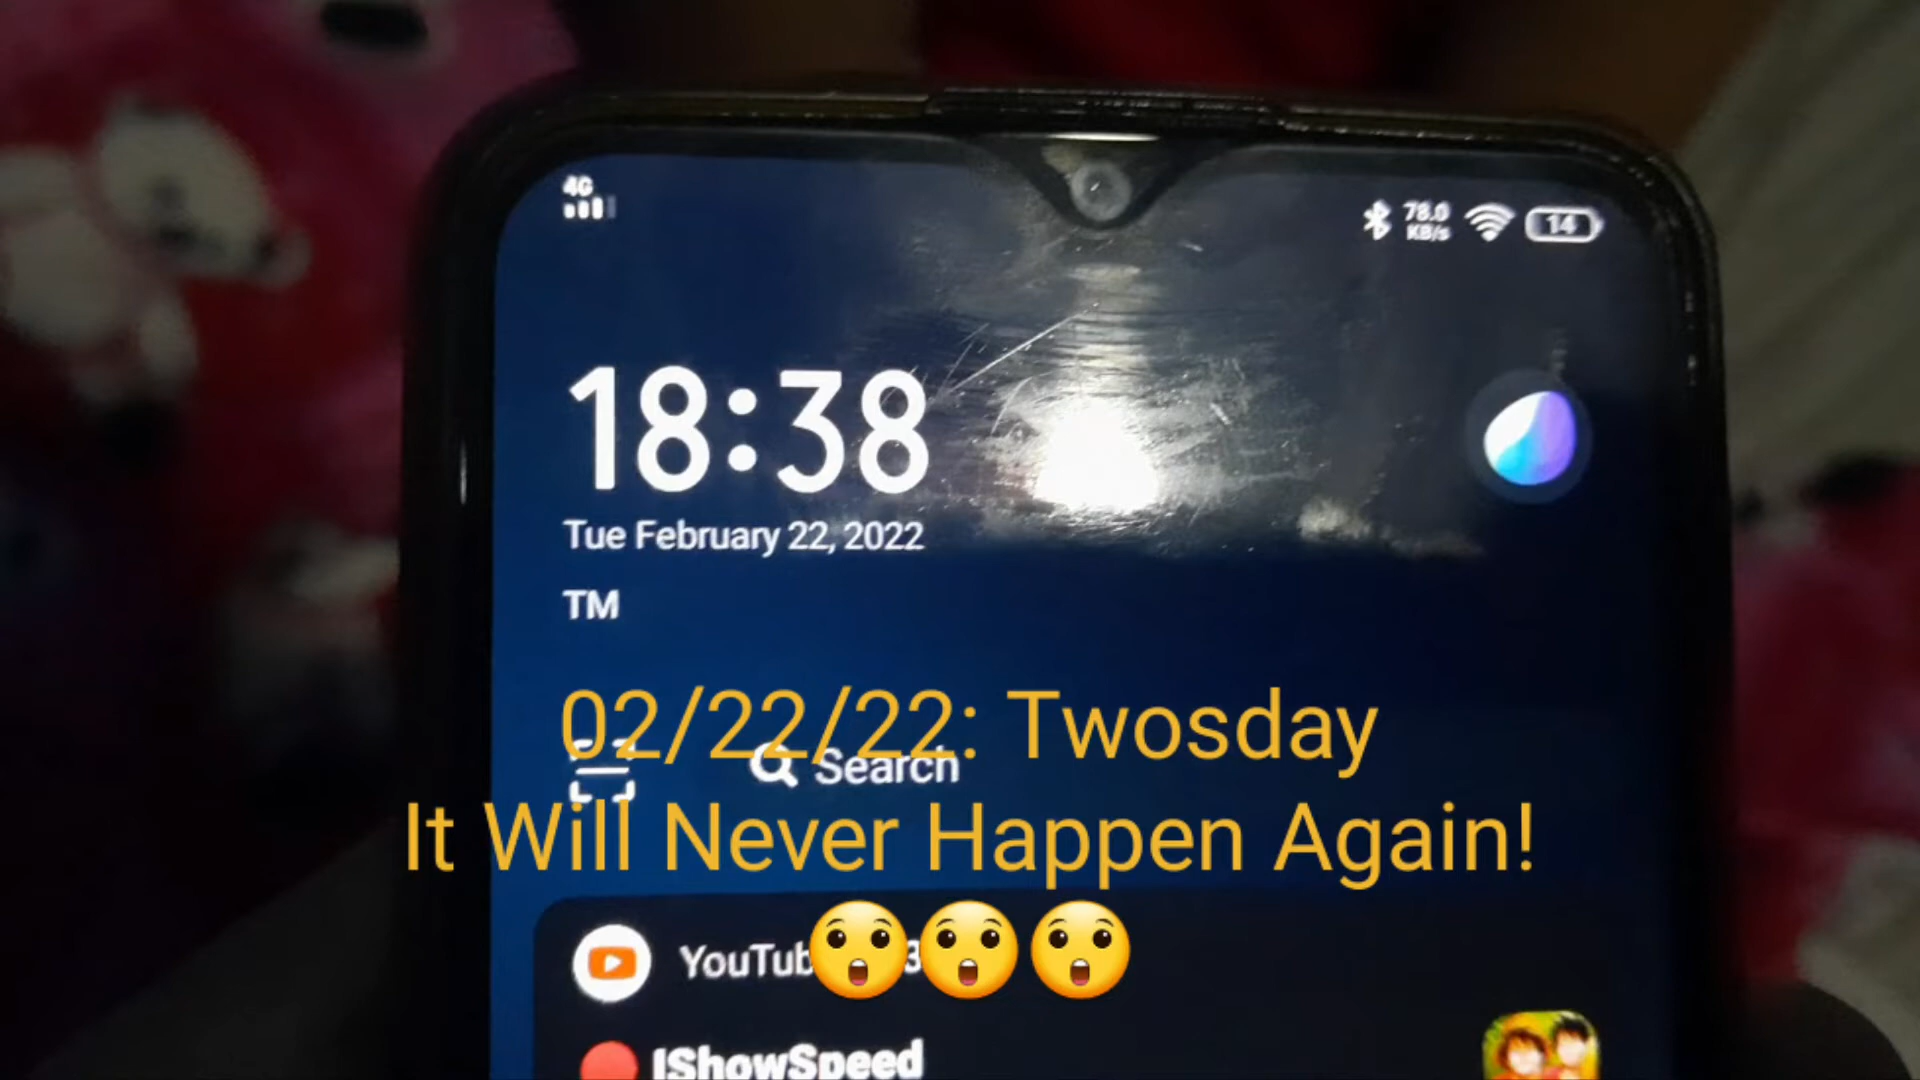 4G
78.0
KB/s
14
18:38
Tue February 22, 2022
TM
02/22/22: Twosday
Search
It Will Never Happen Again!
😲😲😲
YouTube
IShowSpeed